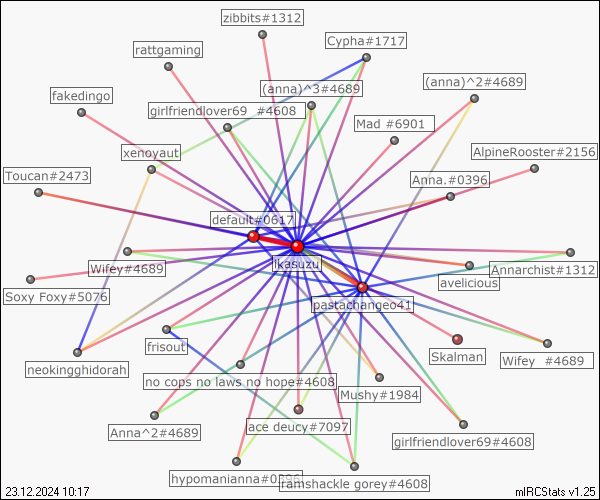 zibbits#1312
Cypha#1717
rattgaming
(anna)^3#4689
(anna)^2#4689
fakedingo
girlfriendlover69 #4608
Mad #6901
xenoyaut
AlpineRooster#2156
Toucan#2473
Anna.#0396
default#0617
ikasuzu
Wifey#4689
Annarchist#1312
avelicious
Soxy Foxy#5076
pastachangeo41
frisout
Skalman
Wifey #4689
neokingghidorah
no cops no laws no hope#4608
Mushy#1984
Anna^2#4689
ace deucy#7097
girlfriendlover69#4608
hypomanianna#0396
ramshackle gorey#4608
23.12.2024 10:17
mIRCStats v1.25